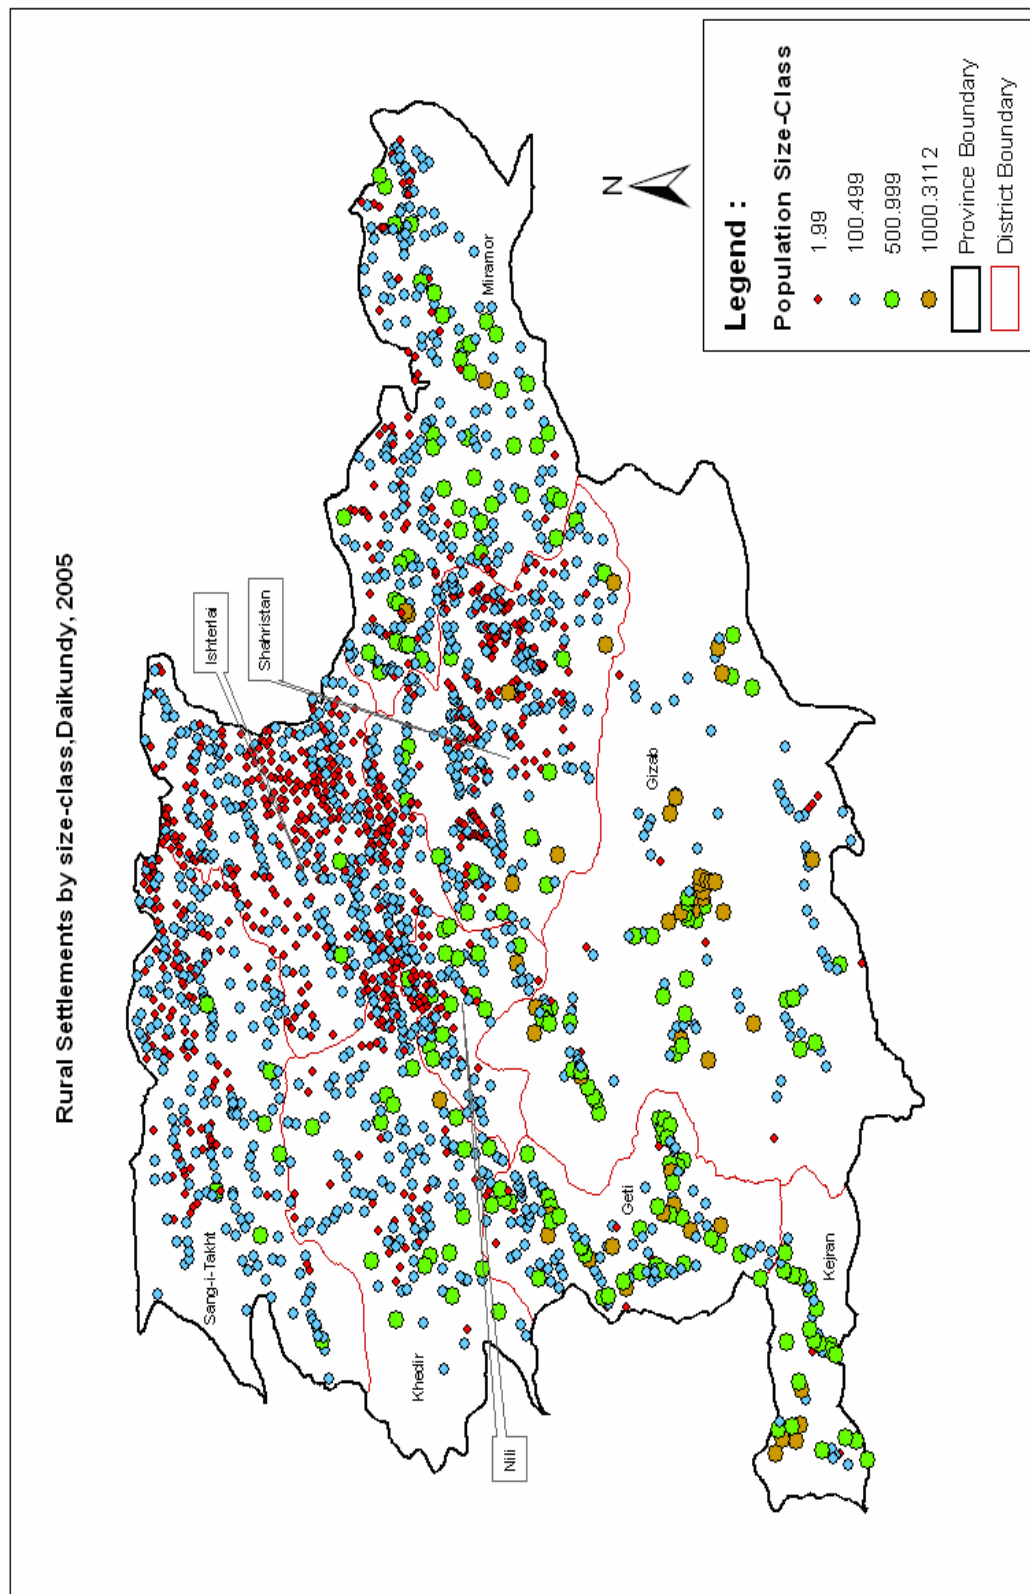 Rural Settlements by size-class,Daikundy, 2005
Ishterlai
Shahristan
Sang-i-Takht
Miramor
Khedir
Nili
Gizab
Geti
Kejran
N
Legend :
Population Size-Class
1.99
100.499
500.999
1000.3112
Province Boundary
District Boundary